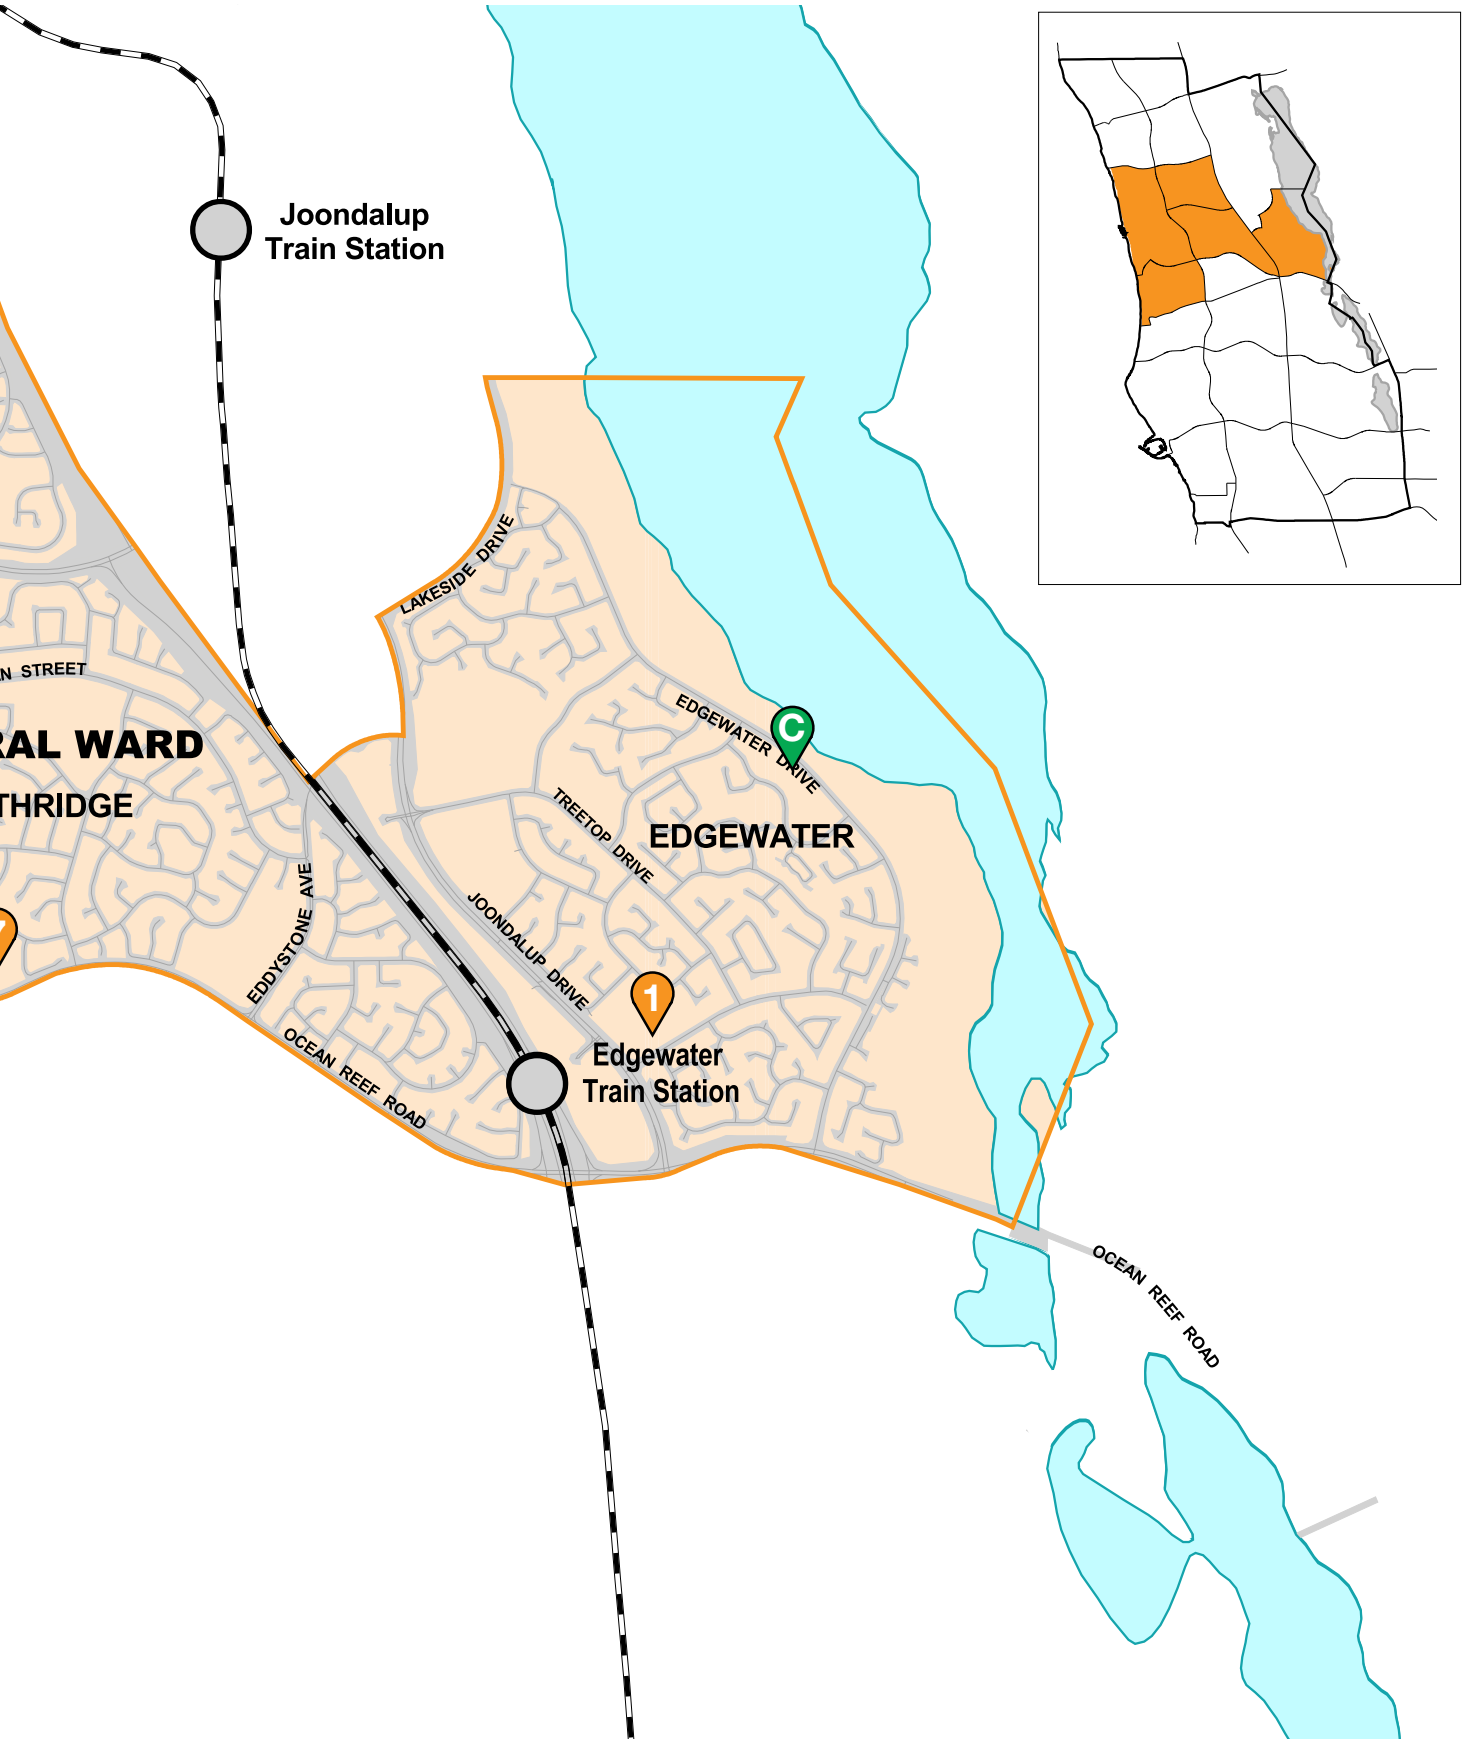 Joondalup
Train Station
LAKESIDE DRIVE
N STREET
EDGEWATER DRIVE
C
RAL WARD
THRIDGE
TREETOP DRIVE
EDGEWATER
EDDYSTONE AVE
JOONDALUP DRIVE
7
1
OCEAN REEF ROAD
Edgewater
Train Station
OCEAN REEF ROAD